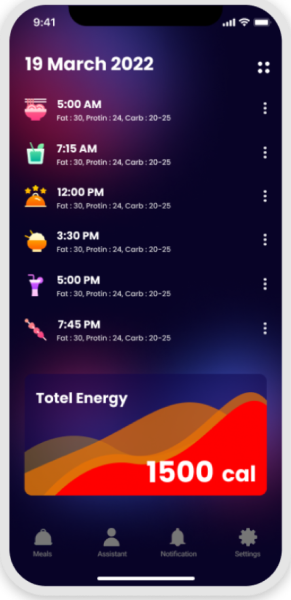 9:41
19 March 2022
5:00 AM
Fat : 30, Protin : 24, Carb : 20-25
7:15 AM
Fat : 30, Protin : 24, Carb : 20-25
12:00 PM
Fat : 30, Protin : 24, Carb : 20-25
3:30 PM
Fat : 30, Protin : 24, Carb : 20-25
5:00 PM
Fat : 30, Protin : 24, Carb : 20-25
7:45 PM
Fat : 30, Protin : 24, Carb : 20-25
Totel Energy
1500 cal
Meals Assistant Notification Settings